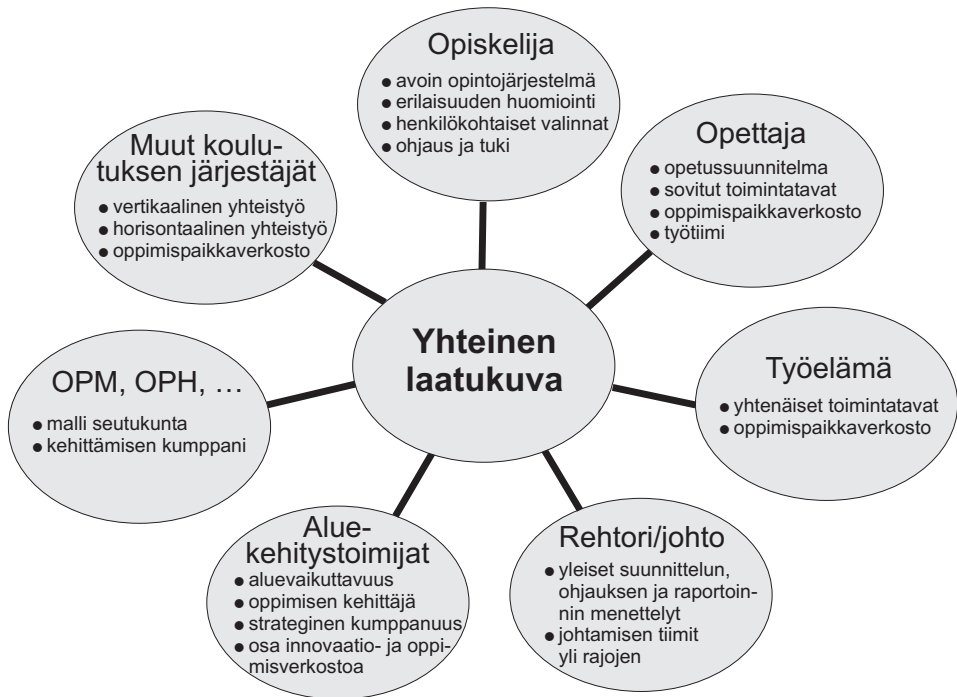 Opiskelija
● avoin opintojärjestelmä
● erilaisuuden huomiointi
● henkilökohtaiset valinnat
● ohjaus ja tuki
Muut koulu-
tuksen järjestäjät
● vertikaalinen yhteistyö
● horisontaalinen yhteistyö
● oppimispaikkaverkosto
Opettaja
● opetussuunnitelma
● sovitut toimintatavat
● oppimispaikkaverkosto
● työtiimi
Yhteinen
laatukuva
OPM, OPH, ...
● malli seutukunta
● kehittämisen kumppani
Työelämä
● yhtenäiset toimintatavat
● oppimispaikkaverkosto
Alue-
kehitystoimijat
● aluevaikuttavuus
● oppimisen kehittäjä
● strateginen kumppanuus
● osa innovaatio- ja oppi-
misverkostoa
Rehtori/johto
● yleiset suunnittelun,
ohjauksen ja raportoin-
nin menettelyt
● johtamisen tiimit
yli rajojen